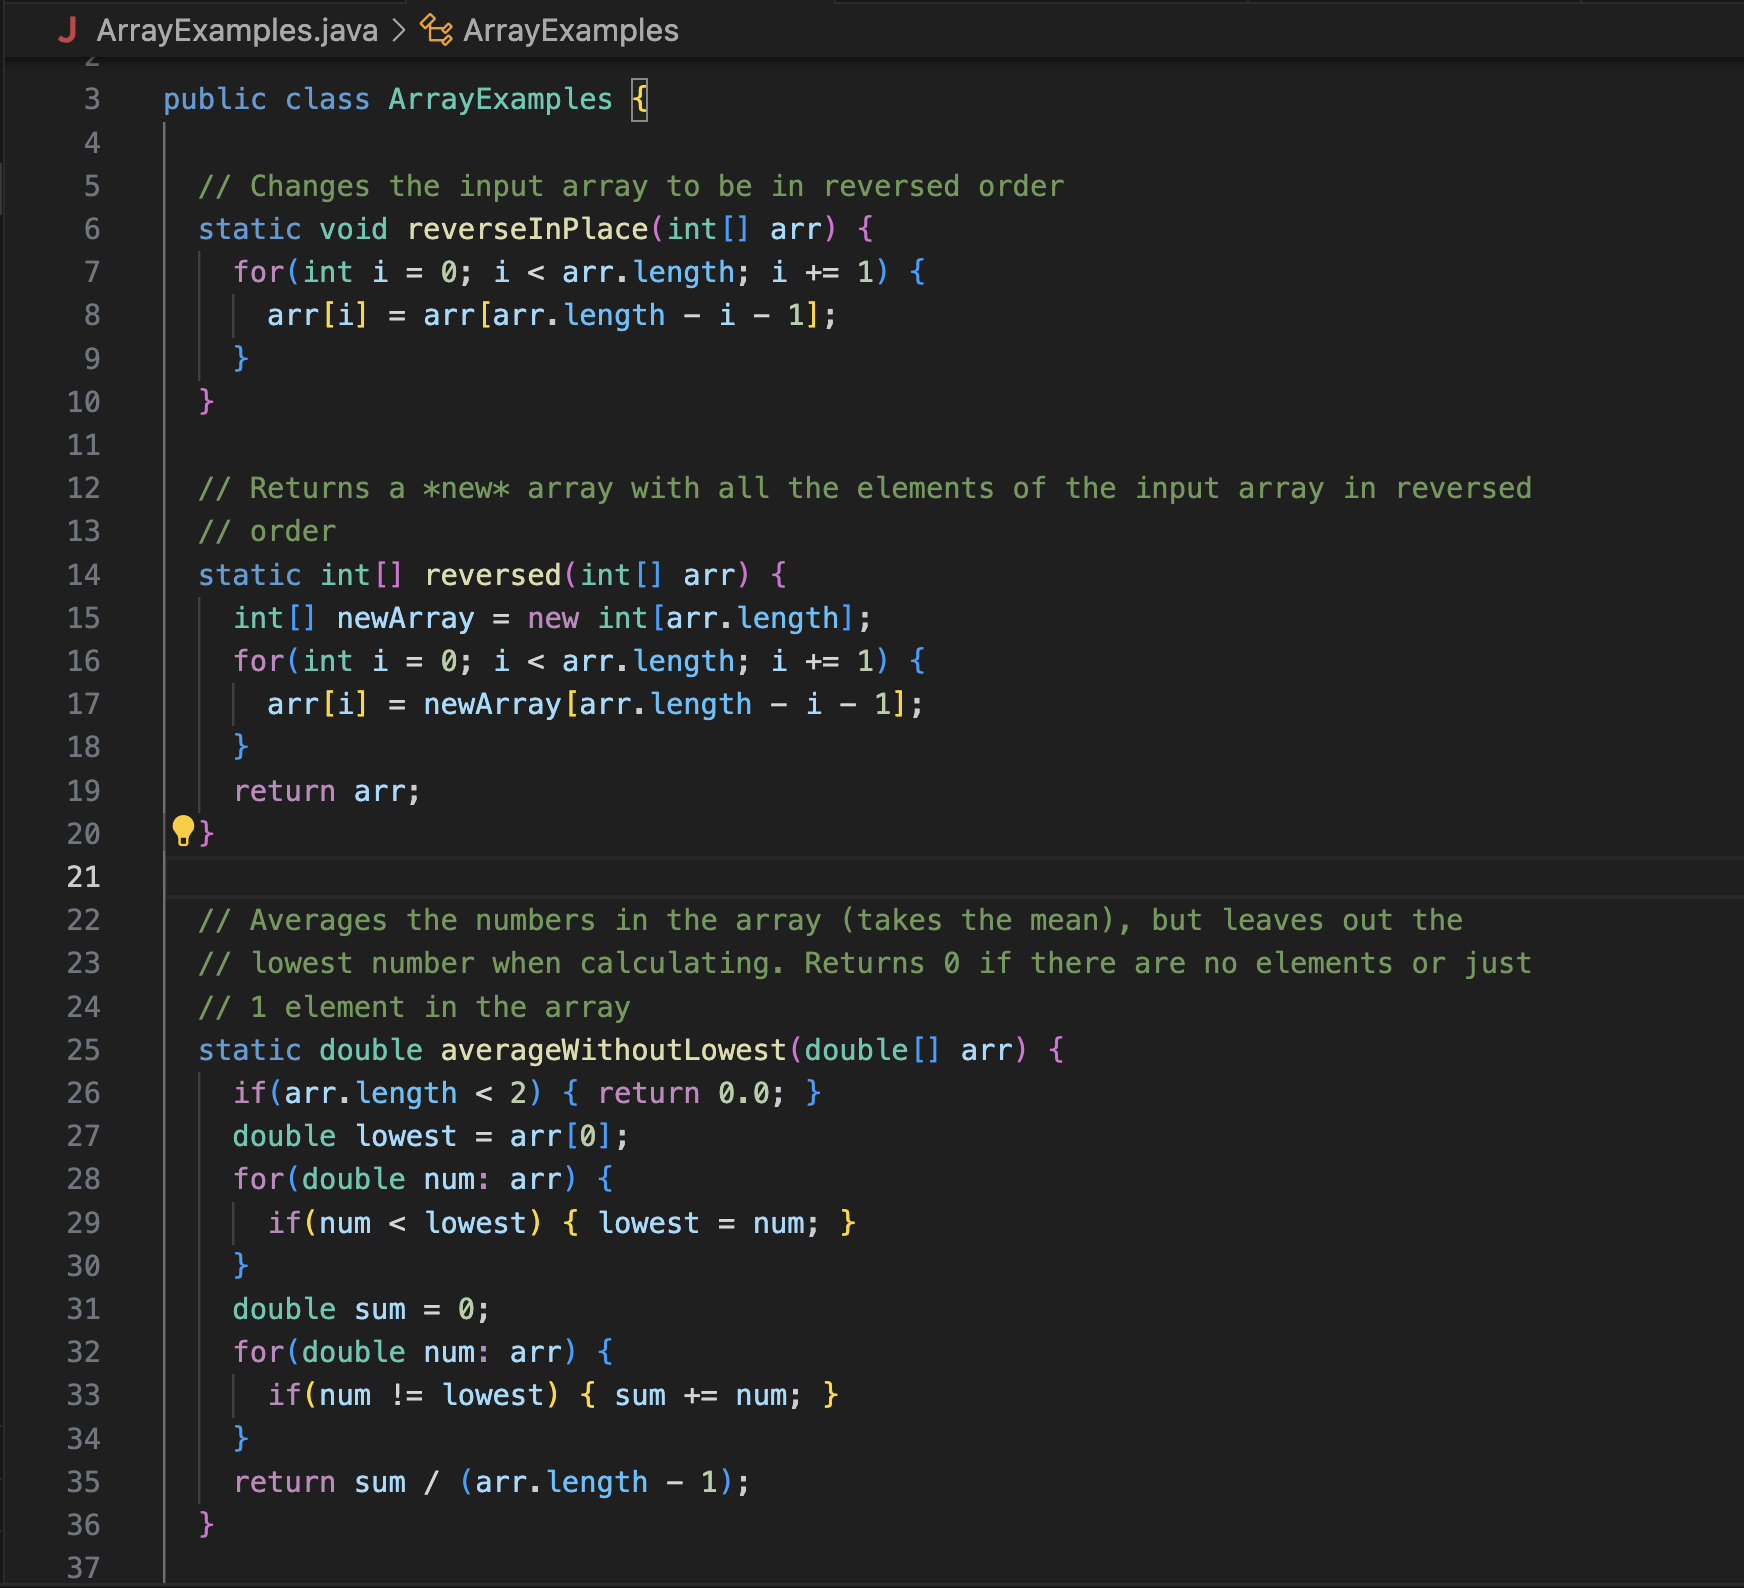 ArrayExamples.java > ArrayExamples
2
3 public class ArrayExamples {
4
5   // Changes the input array to be in reversed order
6   static void reverseInPlace(int[] arr) {
7     for(int i = 0; i < arr.length; i += 1) {
8       arr[i] = arr[arr.length - i - 1];
9     }
10   }
11
12   // Returns a *new* array with all the elements of the input array in reversed
13   // order
14   static int[] reversed(int[] arr) {
15     int[] newArray = new int[arr.length];
16     for(int i = 0; i < arr.length; i += 1) {
17       arr[i] = newArray[arr.length - i - 1];
18     }
19     return arr;
20   }
21
22   // Averages the numbers in the array (takes the mean), but leaves out the
23   // lowest number when calculating. Returns 0 if there are no elements or just
24   // 1 element in the array
25   static double averageWithoutLowest(double[] arr) {
26     if(arr.length < 2) { return 0.0; }
27     double lowest = arr[0];
28     for(double num: arr) {
29       if(num < lowest) { lowest = num; }
30     }
31     double sum = 0;
32     for(double num: arr) {
33       if(num != lowest) { sum += num; }
34     }
35     return sum / (arr.length - 1);
36   }
37